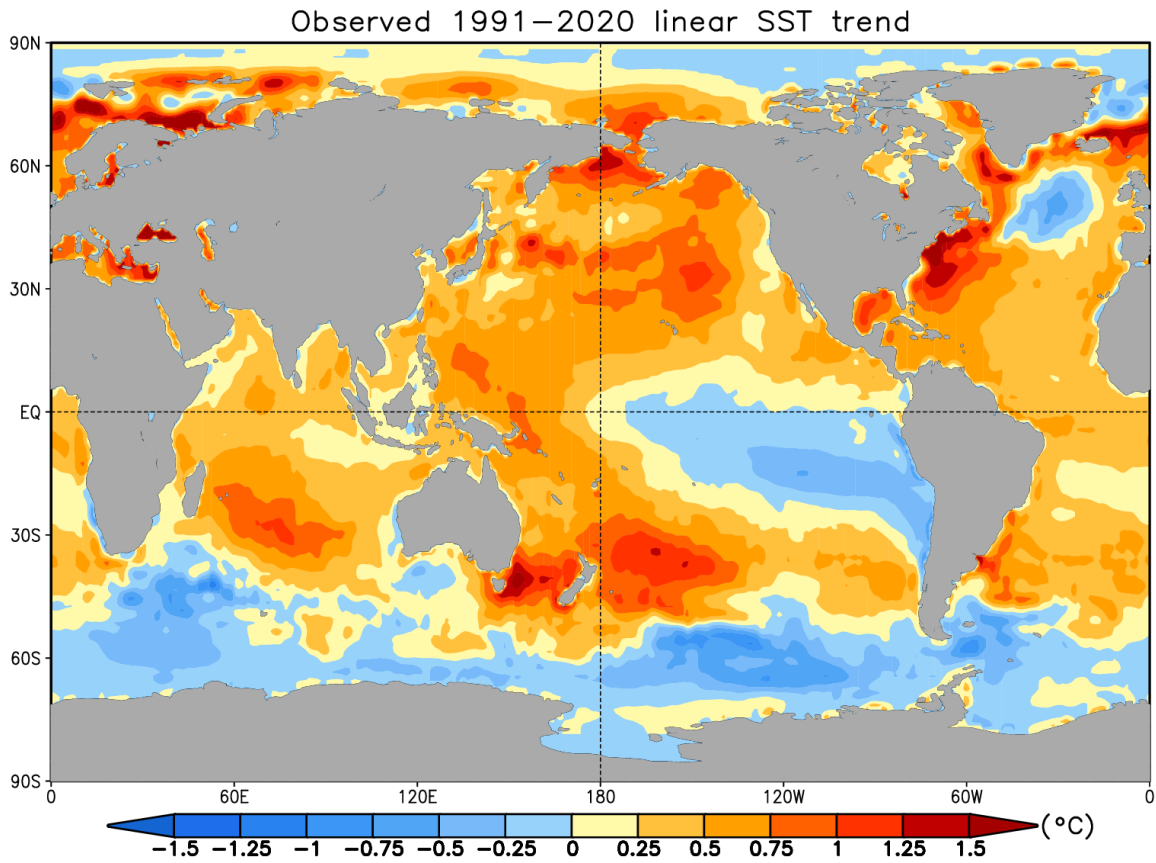 Observed 1991−2020 linear SST trend
90N
60N
30N
EQ
30S
60S
90S
0 60E 120E 180 120W 60W 0
−1.5 −1.25 −1 −0.75 −0.5 −0.25 0 0.25 0.5 0.75 1 1.25 1.5 (°C)